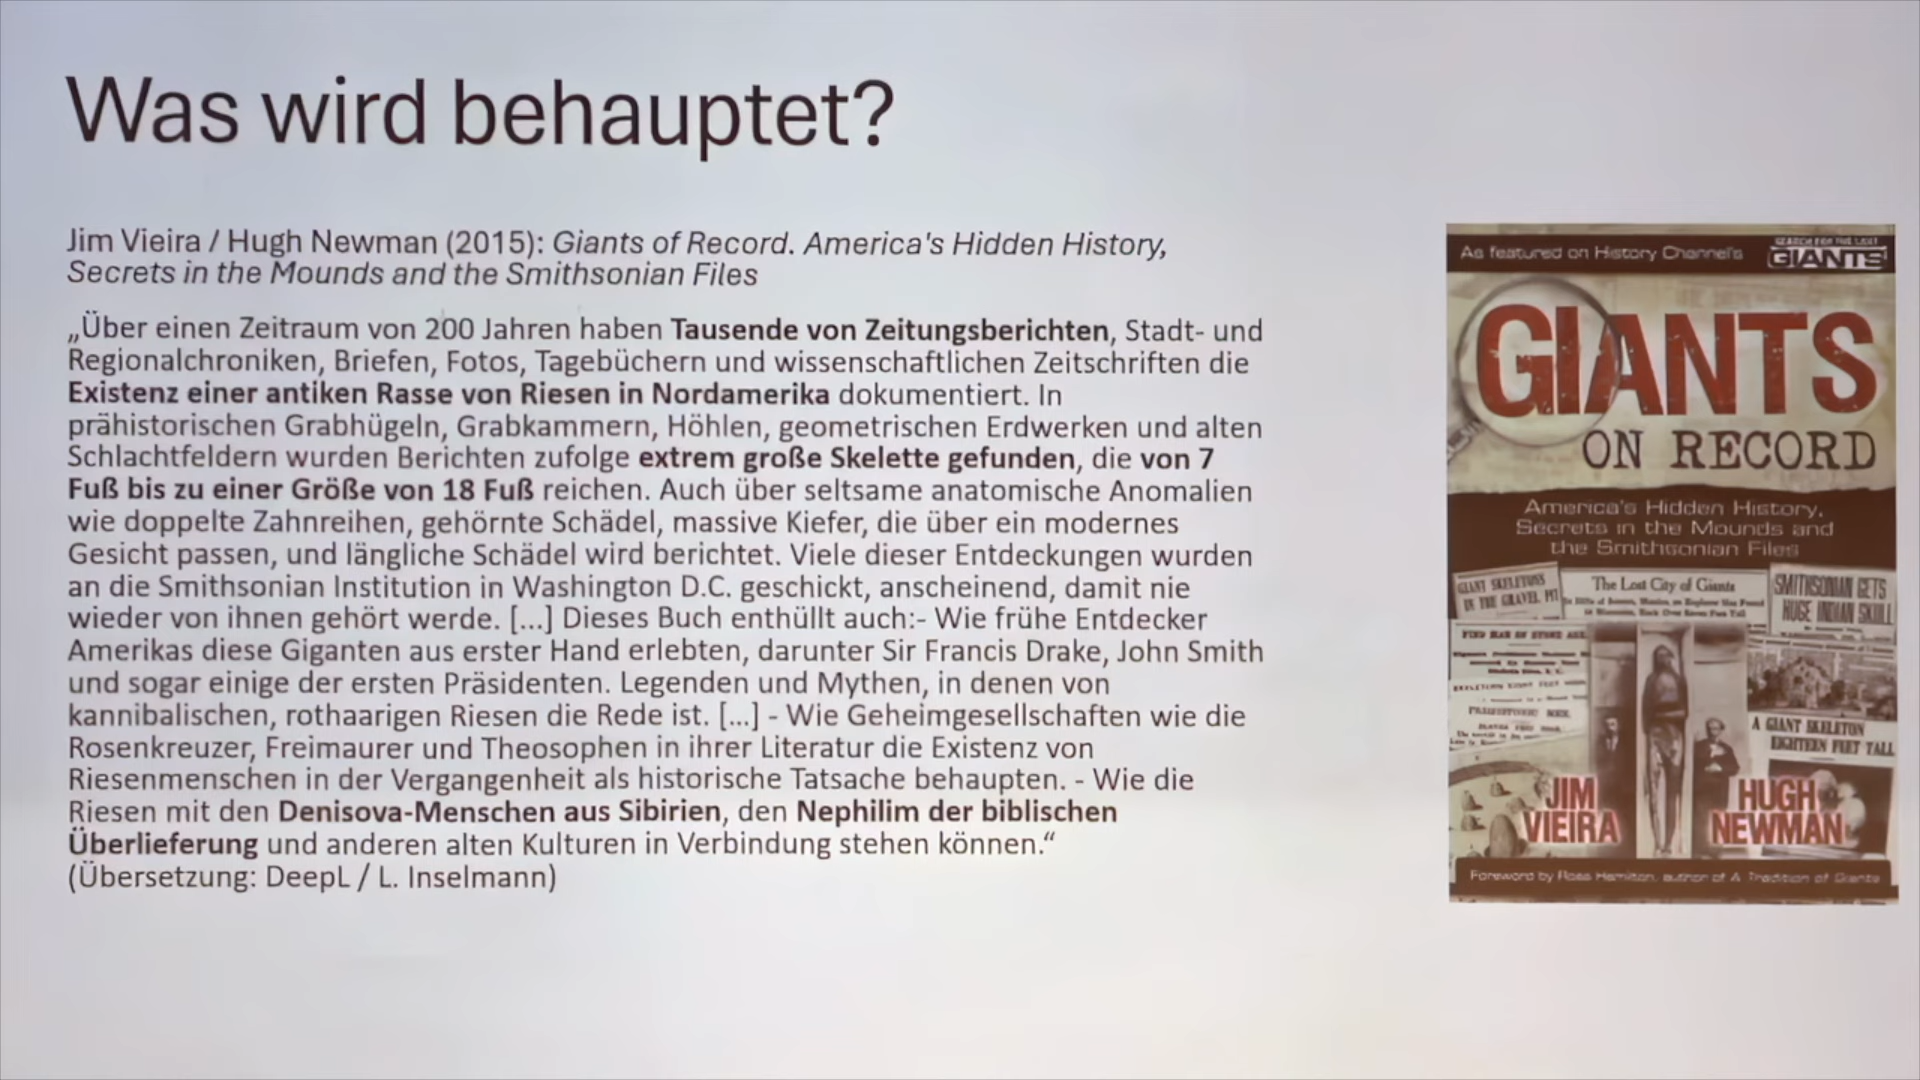 Was wird behauptet?
Jim Vieira / Hugh Newman (2015): Giants of Record. America's Hidden History,
Secrets in the Mounds and the Smithsonian Files
„Über einen Zeitraum von 200 Jahren haben Tausende von Zeitungsberichten, Stadt- und
Regionalchroniken, Briefen, Fotos, Tagebüchern und wissenschaftlichen Zeitschriften die
Existenz einer antiken Rasse von Riesen in Nordamerika dokumentiert. In
prähistorischen Grabhügeln, Grabkammern, Höhlen, geometrischen Erdwerken und alten
Schlachtfeldern wurden Berichten zufolge extrem große Skelette gefunden, die von 7
Fuß bis zu einer Größe von 18 Fuß reichen. Auch über seltsame anatomische Anomalien
wie doppelte Zahnreihen, gehörnte Schädel, massive Kiefer, die über ein modernes
Gesicht passen, und längliche Schädel wird berichtet. Viele dieser Entdeckungen wurden
an die Smithsonian Institution in Washington D.C. geschickt, anscheinend, damit nie
wieder von ihnen gehört werde. [...] Dieses Buch enthüllt auch:- Wie frühe Entdecker
Amerikas diese Giganten aus erster Hand erlebten, darunter Sir Francis Drake, John Smith
und sogar einige der ersten Präsidenten. Legenden und Mythen, in denen von
kannibalischen, rothaarigen Riesen die Rede ist. [...] - Wie Geheimgesellschaften wie die
Rosenkreuzer, Freimaurer und Theosophen in ihrer Literatur die Existenz von
Riesenmenschen in der Vergangenheit als historische Tatsache behaupten. - Wie die
Riesen mit den Denisova-Menschen aus Sibirien, den Nephilim der biblischen
Überlieferung und anderen alten Kulturen in Verbindung stehen können.“
(Übersetzung: DeepL / L. Inselmann)
As featured on History Channel's
SEARCH FOR THE LOST
GIANTS
GIANTS
ON RECORD
America's Hidden History,
Secrets in the Mounds and
the Smithsonian Files
GIANT SKELETONS
IN THE GRAVEL PIT
The Lost City of Giants
SMITHSONIAN GETS
HUGE INDIAN SKULL
A GIANT SKELETON
EIGHTEEN FEET TALL
JIM
VIEIRA
HUGH
NEWMAN
Foreword by Ross Hamilton, author of A Tradition of Giants